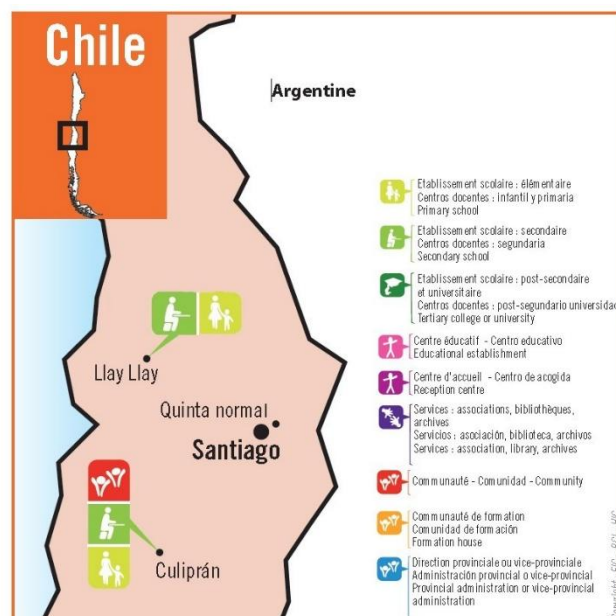 Chile
Argentine
Etablissement scolaire : élémentaire
Centros docentes : infantil y primaria
Primary school
Etablissement scolaire : secondaire
Centros docentes : segundaria
Secondary school
Etablissement scolaire : post-secondaire
et universitaire
Centros docentes : post-segundario universidad
Tertiary college or university
Centre éducatif - Centro educativo
Educational establishment
Centre d'accueil - Centro de acogida
Reception centre
Services : associations, bibliothèques,
archives
Servicios : asociación, biblioteca, archivos
Services : association, library, archives
Communauté - Comunidad - Community
Communauté de formation
Comunidad de formación
Formation house
Direction provinciale ou vice-provinciale
Administración provincial o vice-provincial
Provincial administration or vice-provincial
administration
Llay Llay
Quinta normal
Santiago
Culiprán